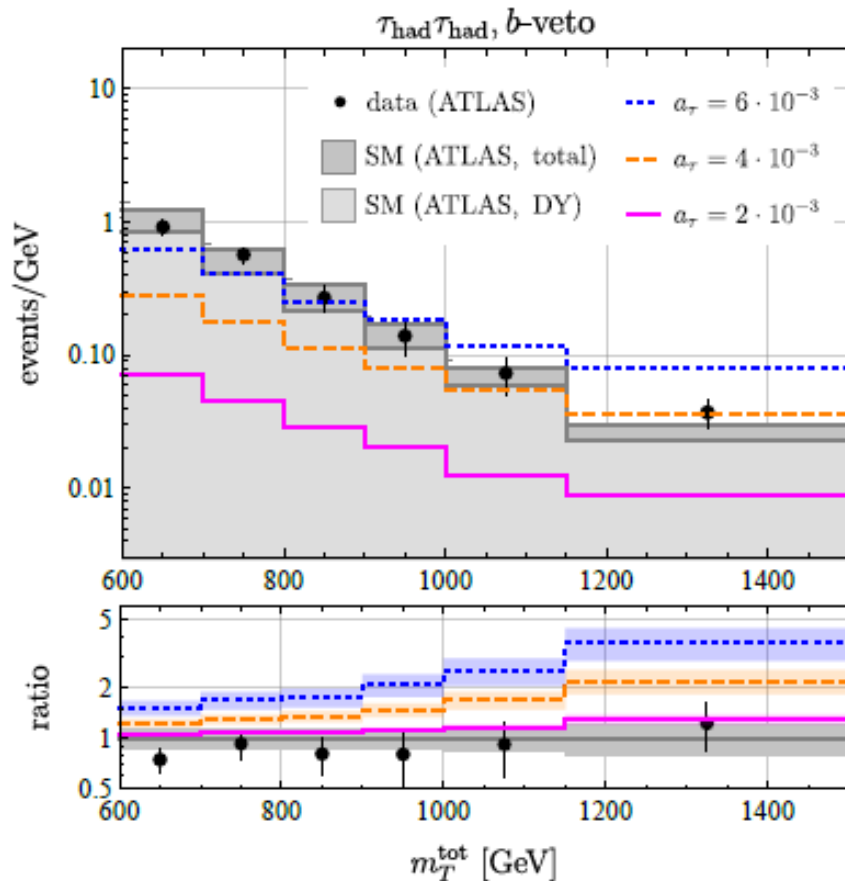 τhadτhad, b-veto
data (ATLAS)
SM (ATLAS, total)
SM (ATLAS, DY)
aτ = 6 · 10⁻³
aτ = 4 · 10⁻³
aτ = 2 · 10⁻³
events/GeV
10
1
0.10
0.01
600 800 1000 1200 1400
ratio
5
2
1
0.5
600 800 1000 1200 1400
m_T^tot [GeV]